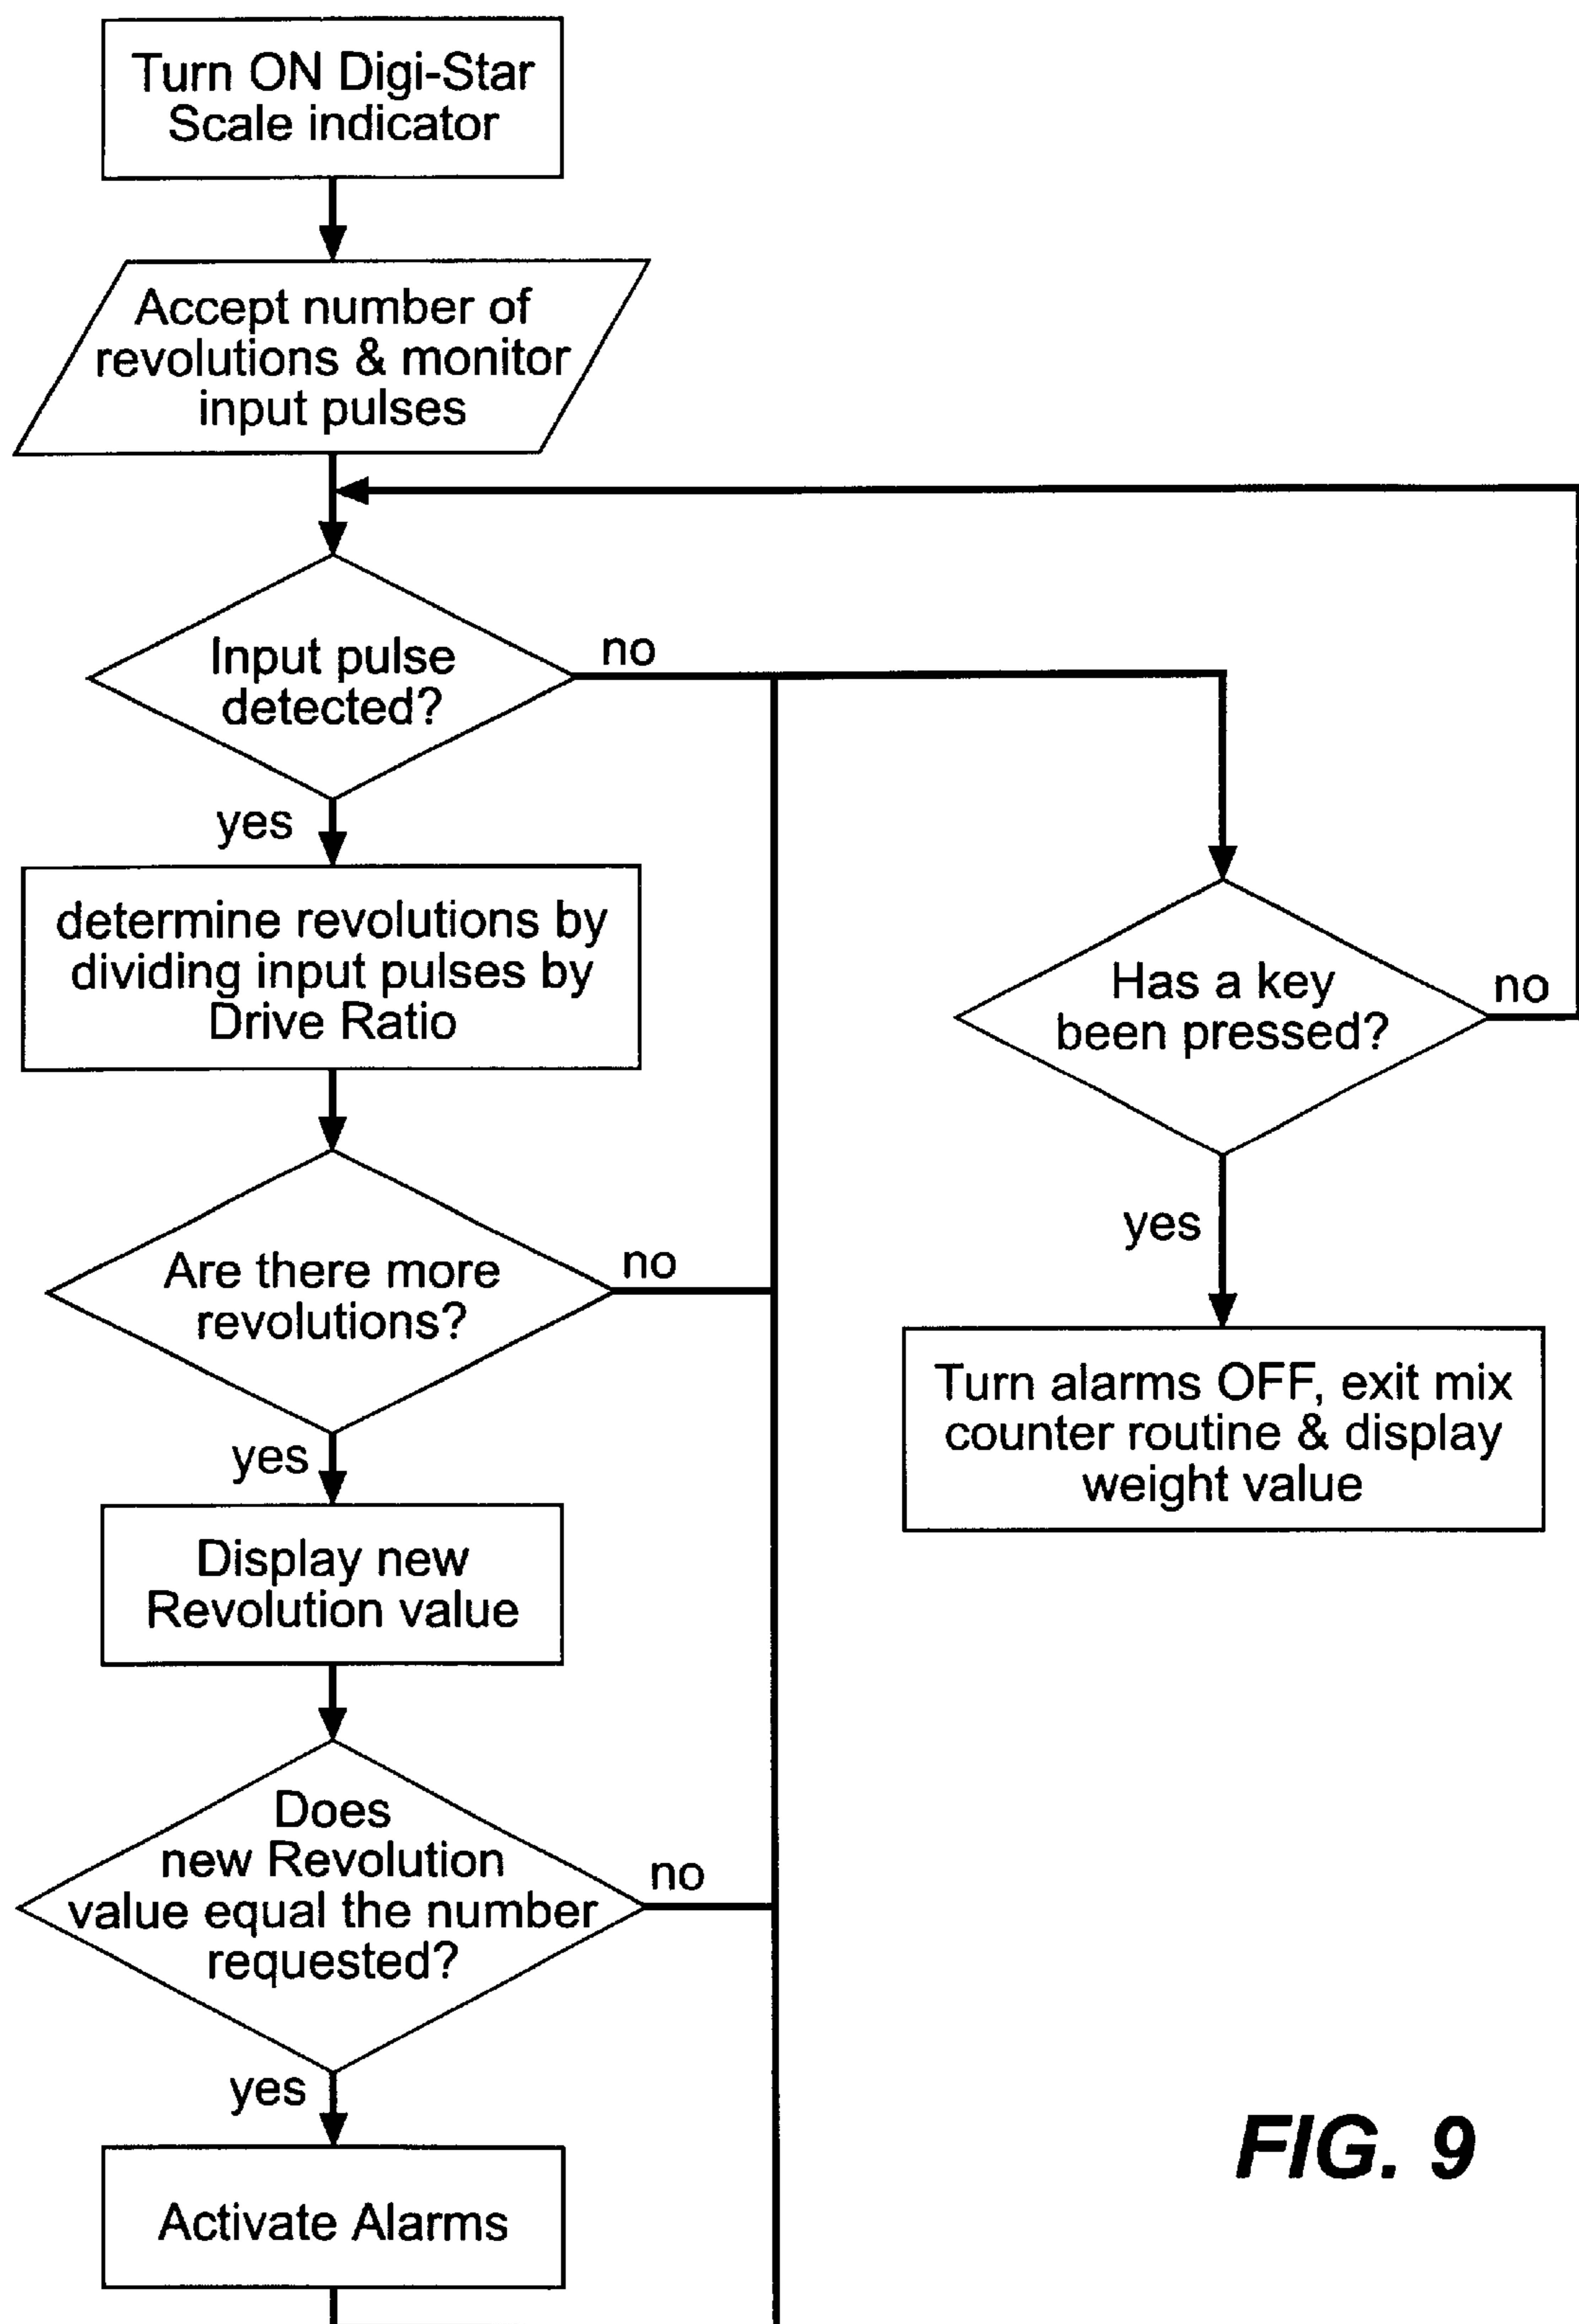 Turn ON Digi-Star
Scale indicator
Accept number of
revolutions & monitor
input pulses
Input pulse
detected?
no
yes
determine revolutions by
dividing input pulses by
Drive Ratio
Has a key
been pressed?
no
yes
Are there more
revolutions?
no
yes
Turn alarms OFF, exit mix
counter routine & display
weight value
Display new
Revolution value
Does
new Revolution
value equal the number
requested?
no
yes
Activate Alarms
FIG. 9